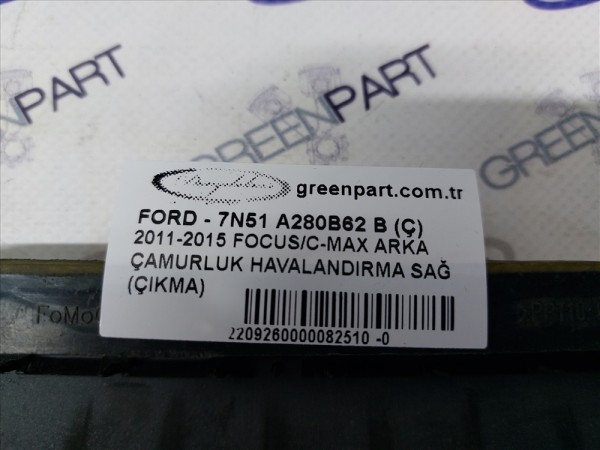 GREENPART
GREENPART
greenpart.com.tr
FORD - 7N51 A280B62 B (Ç)
2011-2015 FOCUS/C-MAX ARKA
ÇAMURLUK HAVALANDIRMA SAĞ
(ÇIKMA)
2209260000082510 -0
FoMoC